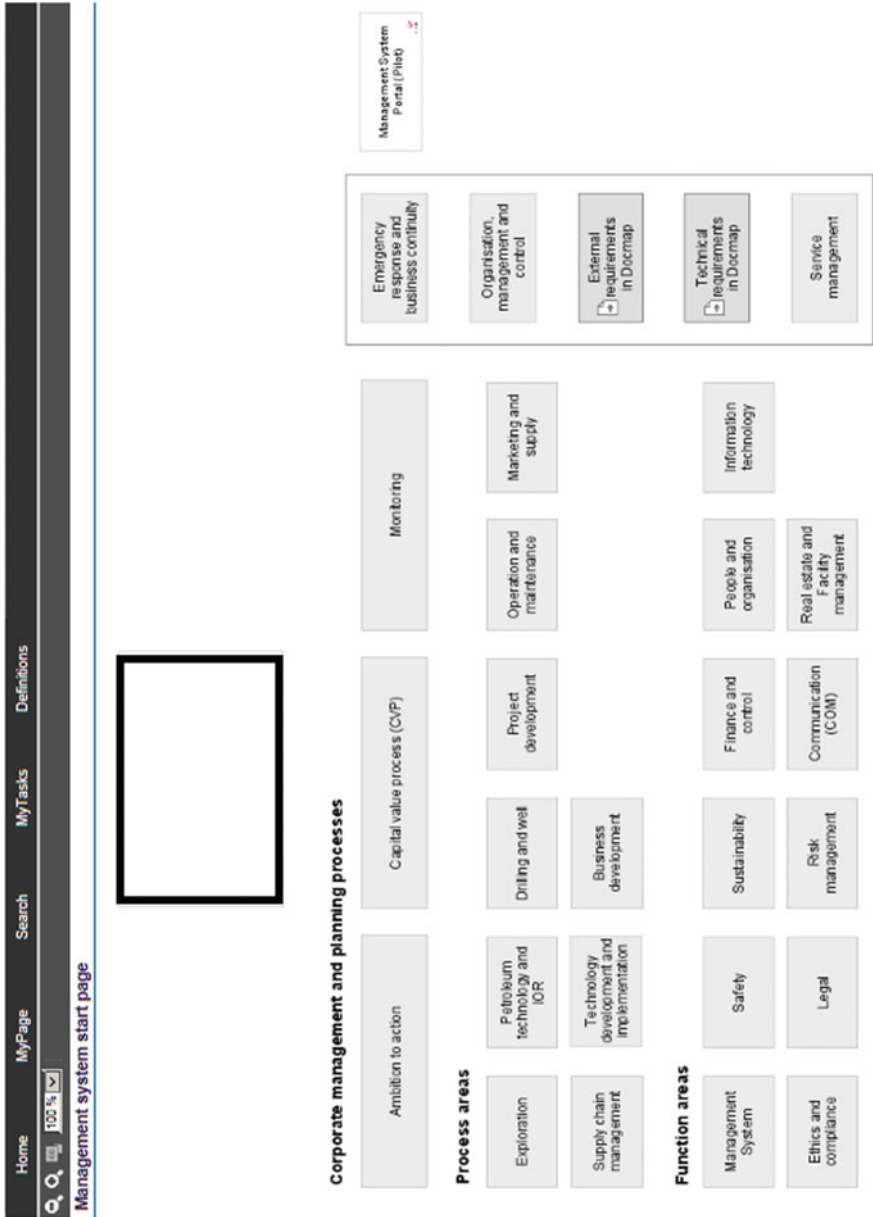 Home MyPage Search MyTasks Definitions
100 %
Management system start page
Management System
Portal (Pilot)
Corporate management and planning processes
Ambition to action
Capital value process (CVP)
Monitoring
Process areas
Exploration
Petroleum
technology and
IOR
Drilling and well
Project
development
Operation and
maintenance
Marketing and
supply
Supply chain
management
Technology
development and
implementation
Business
development
Function areas
Management
System
Safety
Sustainability
Finance and
control
People and
organisation
Information
technology
Ethics and
compliance
Legal
Risk
management
Communication
(COM)
Real estate and
Facility
management
Emergency
response and
business continuity
Organisation,
management and
control
External
requirements
in Docmap
Technical
requirements
in Docmap
Service
management